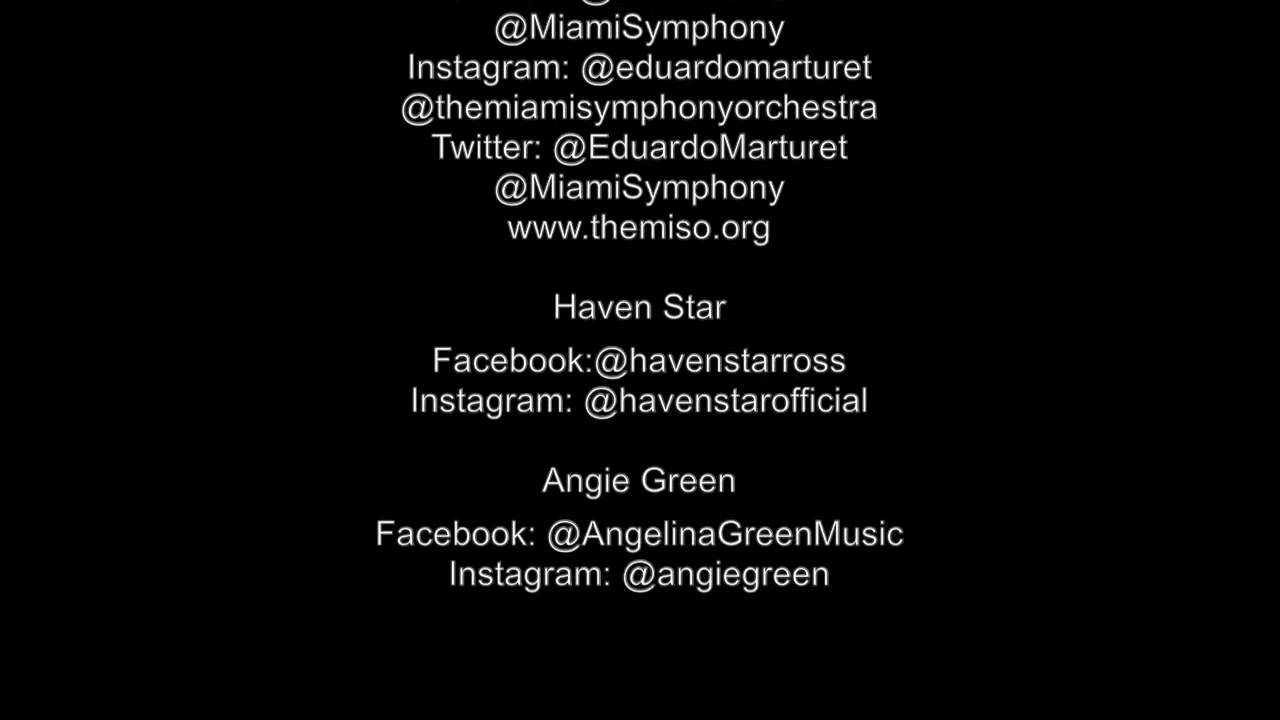 @MiamiSymphony
Instagram: @eduardomarturet
@themiamisymphonyorchestra
Twitter: @EduardoMarturet
@MiamiSymphony
www.themiso.org
Haven Star
Facebook:@havenstarross
Instagram: @havenstarofficial
Angie Green
Facebook: @AngelinaGreenMusic
Instagram: @angiegreen